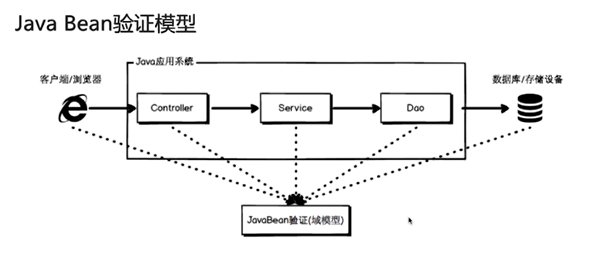 Java Bean验证模型
Java应用系统
客户端/浏览器
数据库/存储设备
Controller
Service
Dao
JavaBean验证(域模型)